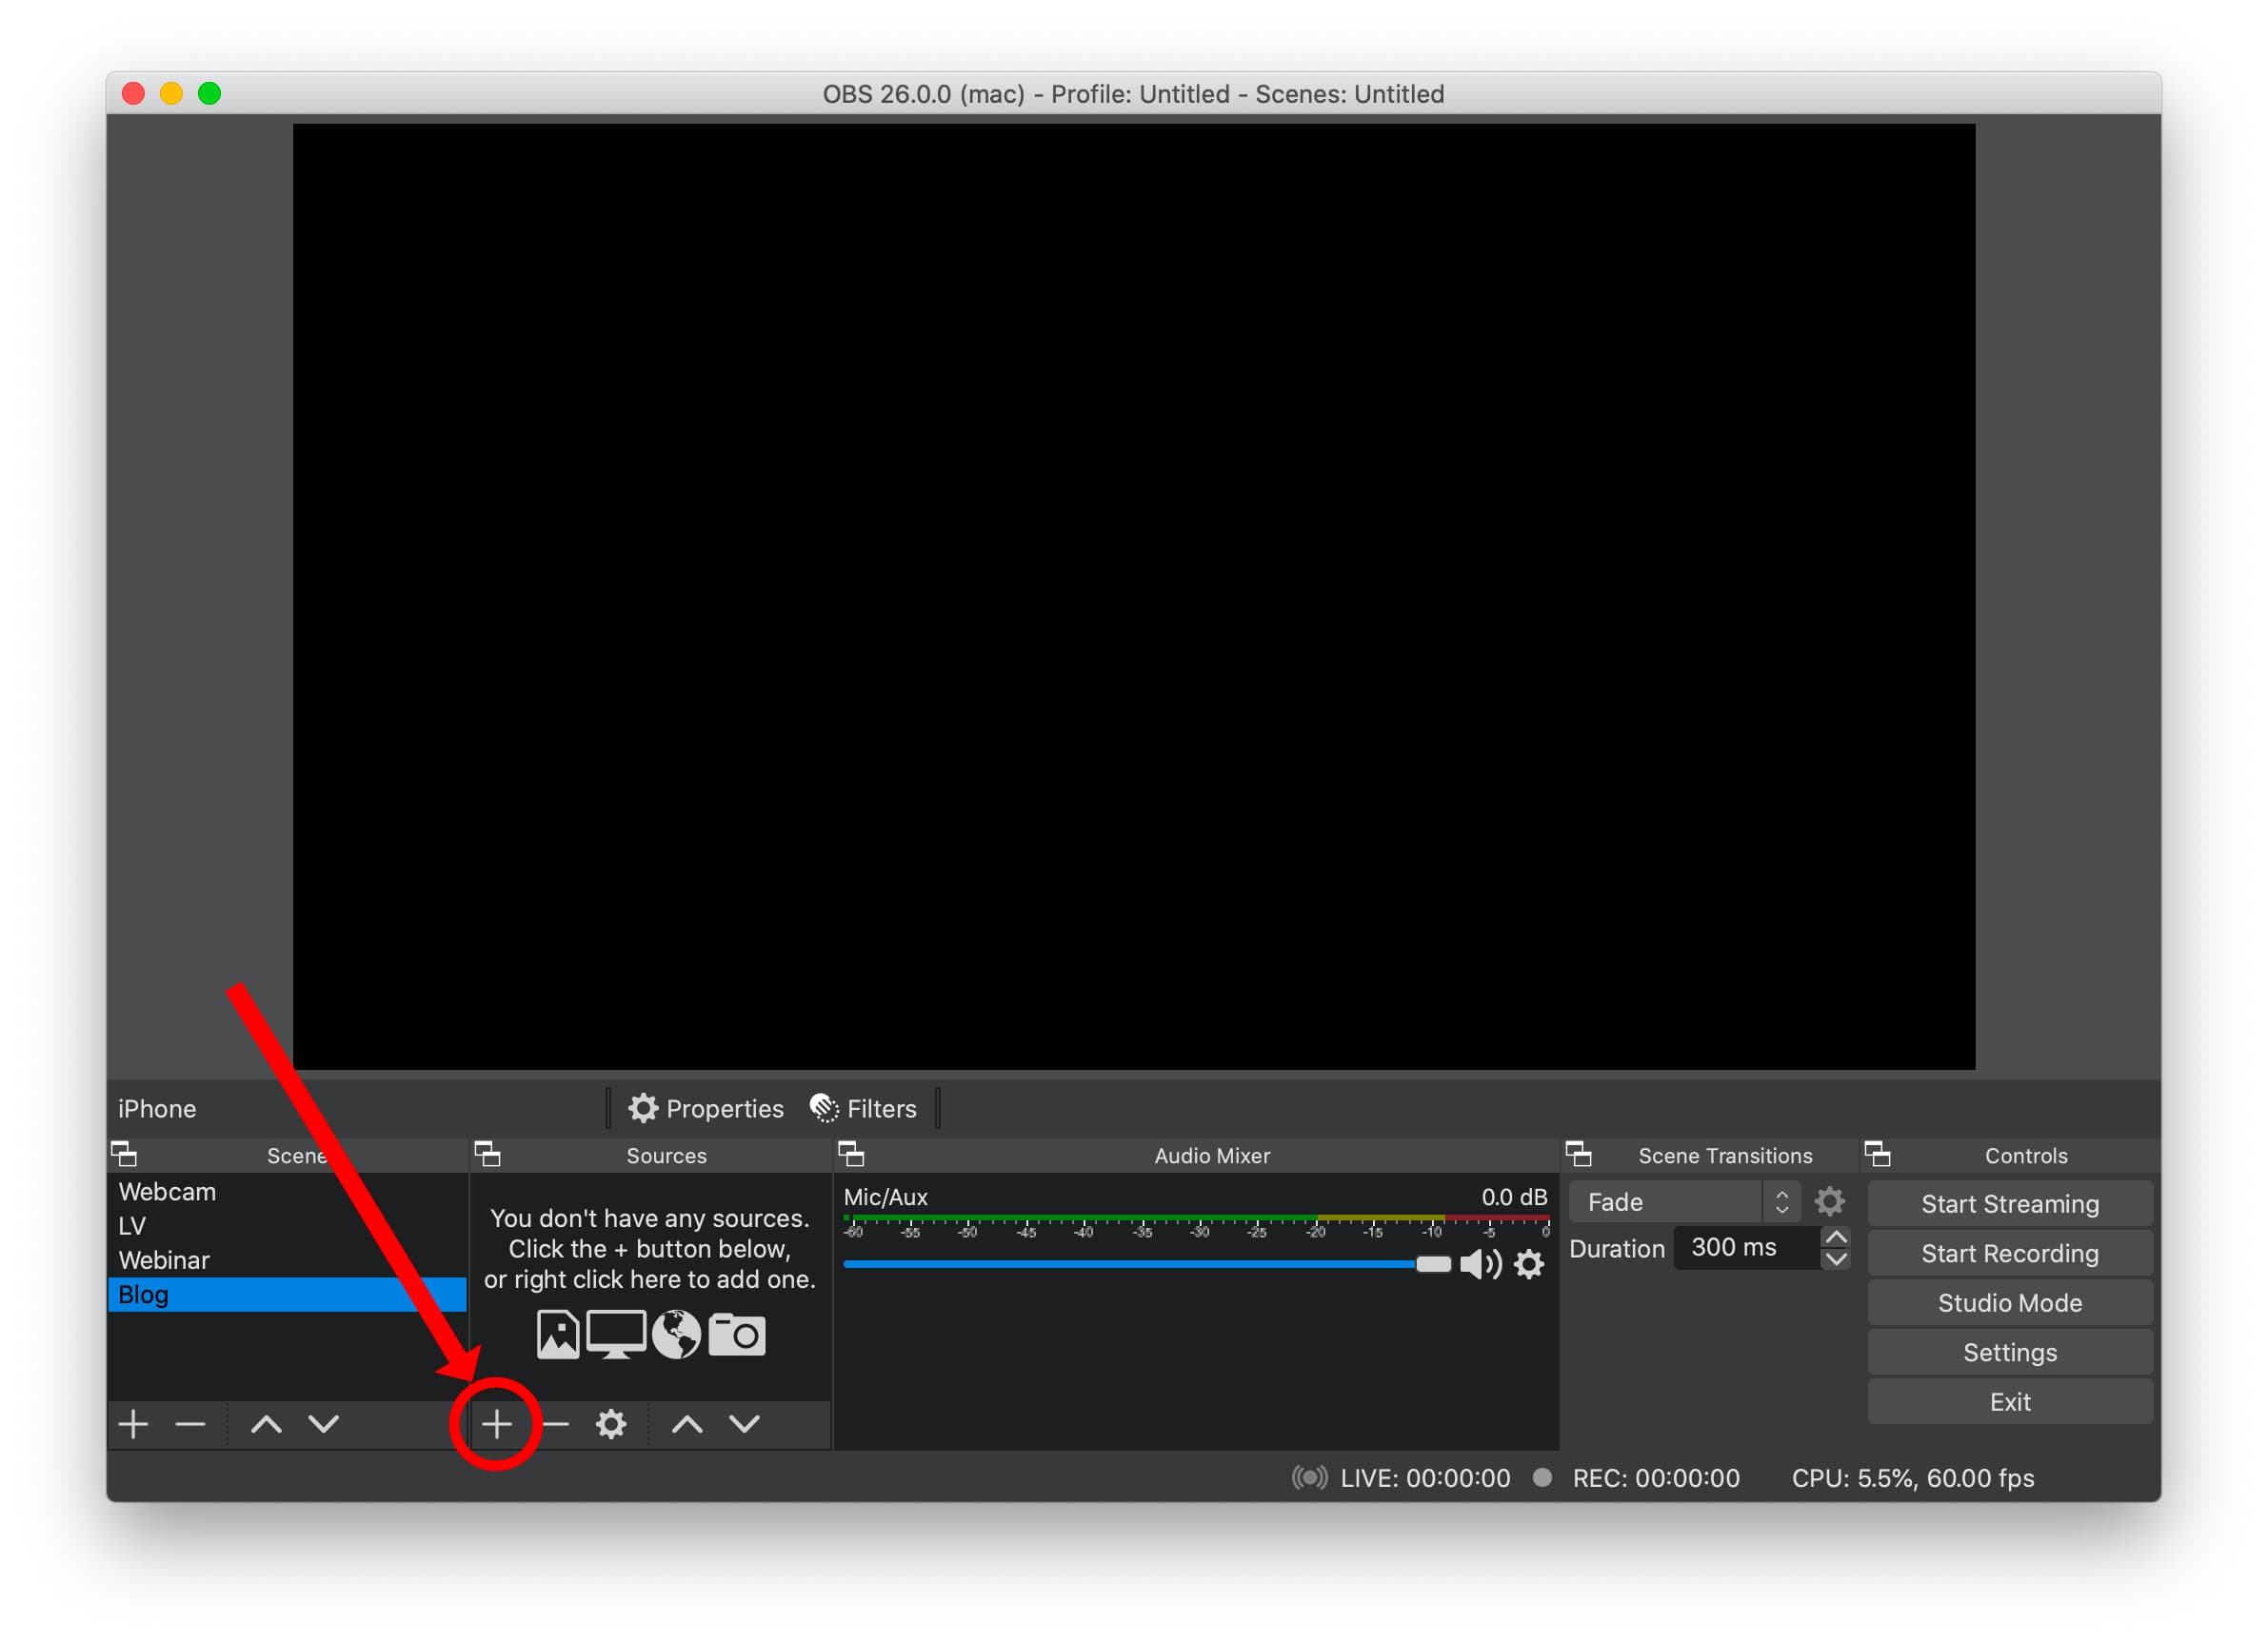 OBS 26.0.0 (mac) - Profile: Untitled - Scenes: Untitled
iPhone
Properties
Filters
Scene
Sources
Audio Mixer
Scene Transitions
Controls
Webcam
LV
Webinar
Blog
You don't have any sources.
Click the + button below,
or right click here to add one.
Mic/Aux
0.0 dB
-60 -55 -50 -45 -40 -35 -30 -25 -20 -15 -10 -5 0
Fade
Duration
300 ms
Start Streaming
Start Recording
Studio Mode
Settings
Exit
LIVE: 00:00:00
REC: 00:00:00
CPU: 5.5%, 60.00 fps